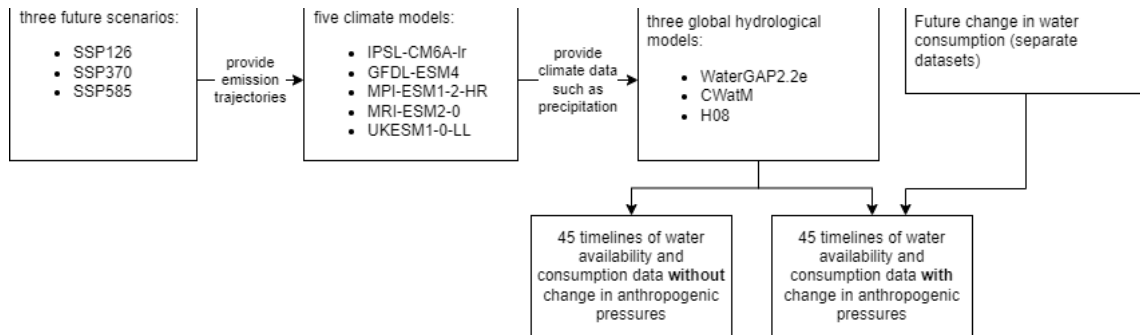 three future scenarios:
• SSP126
• SSP370
• SSP585
provide
emission
trajectories
five climate models:
• IPSL-CM6A-lr
• GFDL-ESM4
• MPI-ESM1-2-HR
• MRI-ESM2-0
• UKESM1-0-LL
provide
climate data
such as
precipitation
three global hydrological
models:
• WaterGAP2.2e
• CWatM
• H08
Future change in water
consumption (separate
datasets)
45 timelines of water
availability and
consumption data without
change in anthropogenic
pressures
45 timelines of water
availability and
consumption data with
change in anthropogenic
pressures